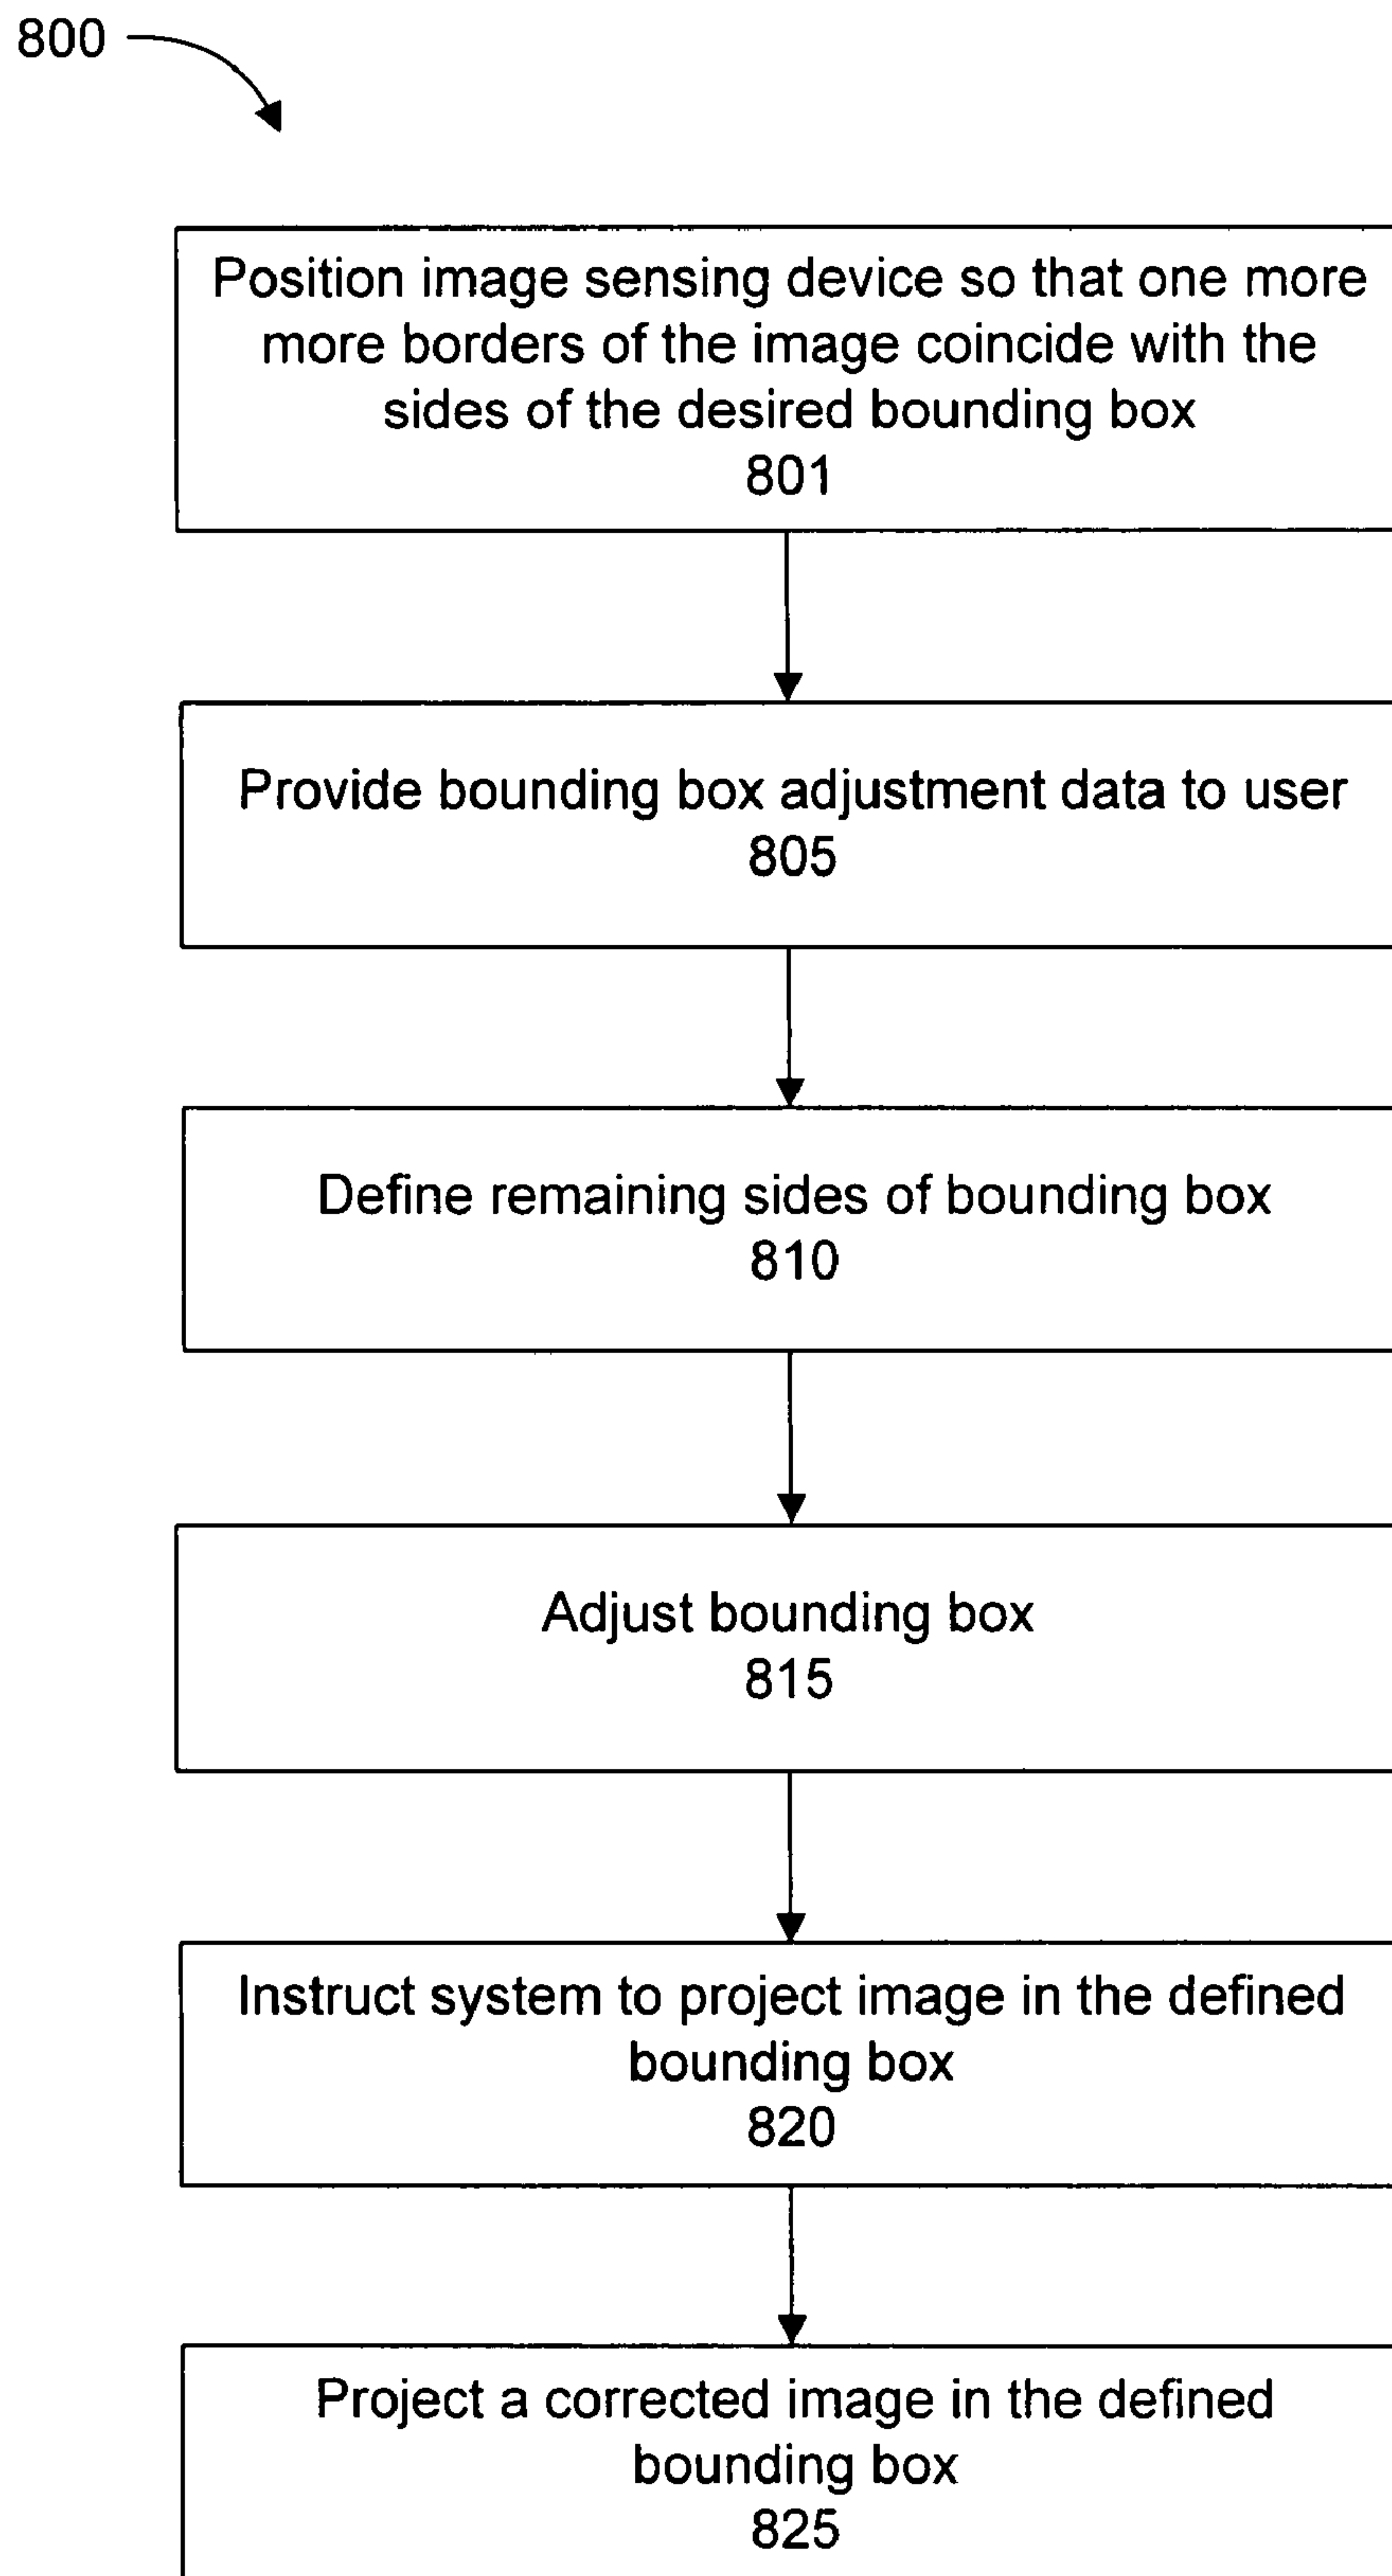 800
Position image sensing device so that one more
more borders of the image coincide with the
sides of the desired bounding box
801
Provide bounding box adjustment data to user
805
Define remaining sides of bounding box
810
Adjust bounding box
815
Instruct system to project image in the defined
bounding box
820
Project a corrected image in the defined
bounding box
825